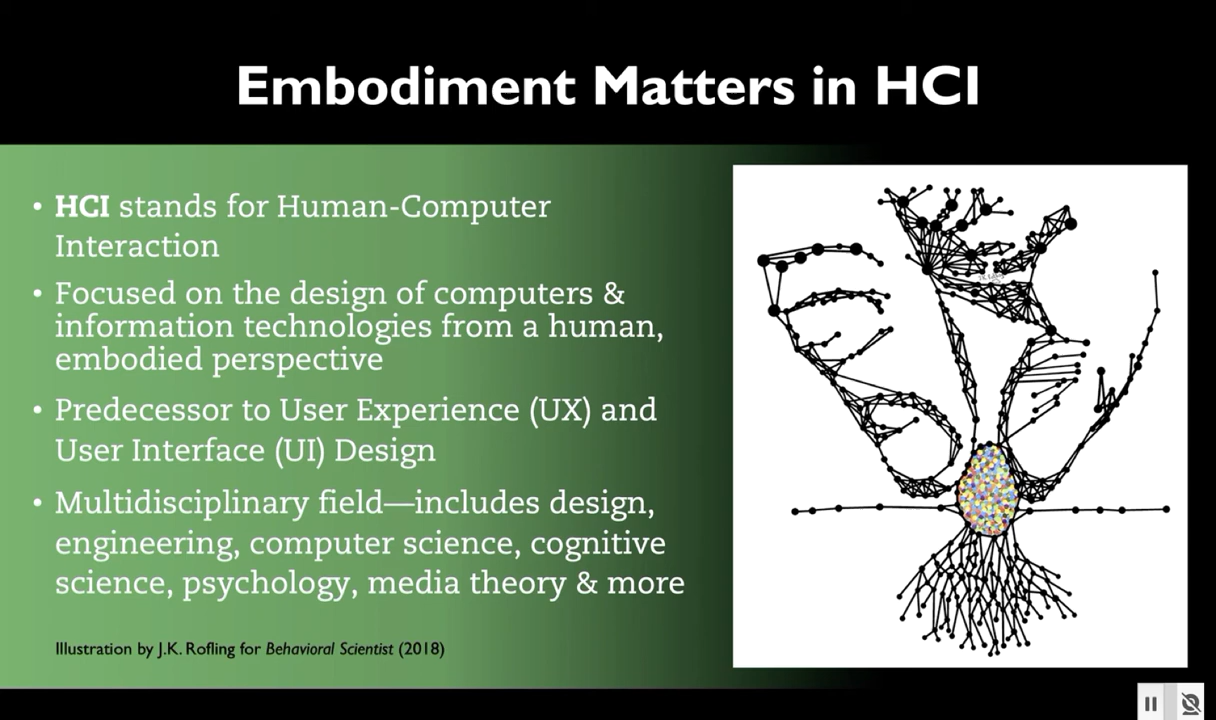 Embodiment Matters in HCI
• HCI stands for Human-Computer
Interaction
• Focused on the design of computers &
information technologies from a human,
embodied perspective
• Predecessor to User Experience (UX) and
User Interface (UI) Design
• Multidisciplinary field—includes design,
engineering, computer science, cognitive
science, psychology, media theory & more
Illustration by J.K. Rofling for Behavioral Scientist (2018)